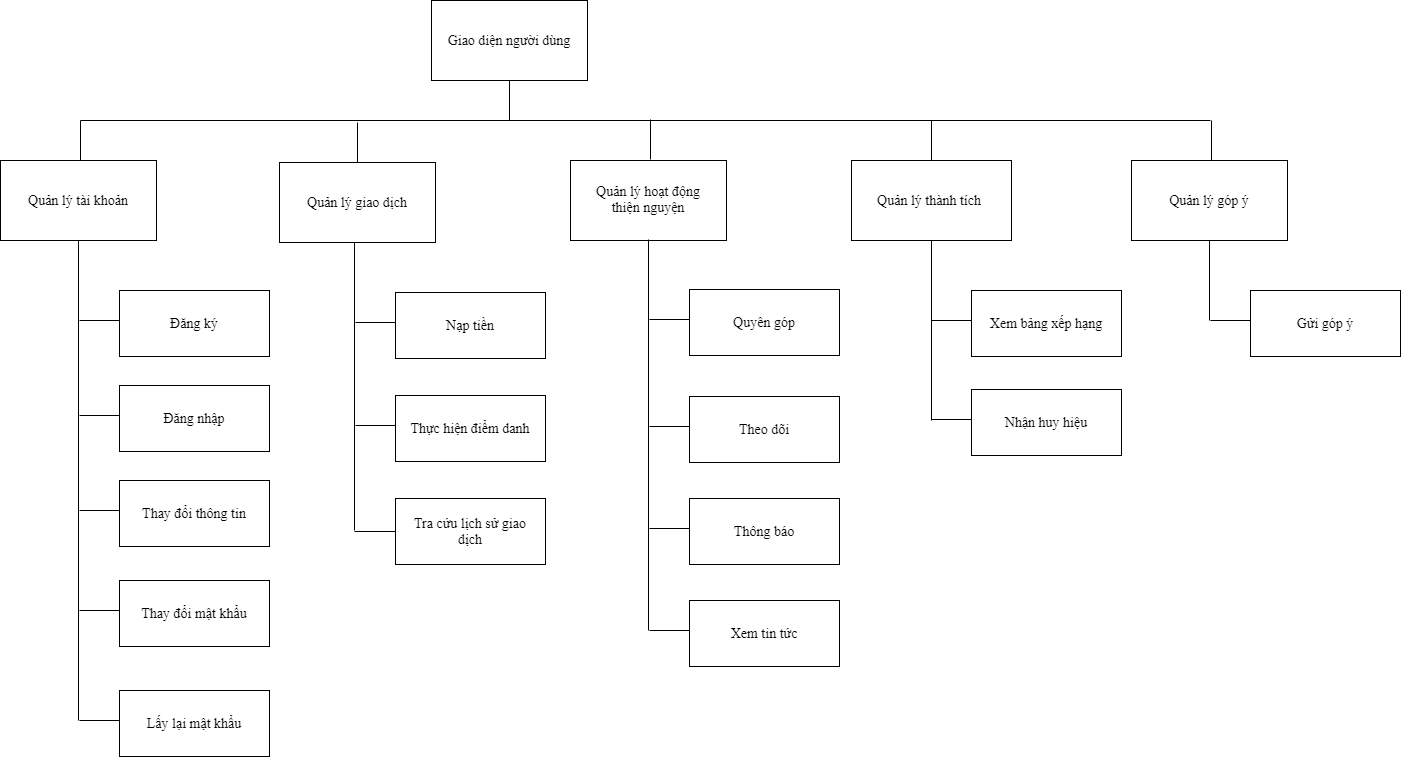 Giao diện người dùng
Quản lý tài khoản
Quản lý giao dịch
Quản lý hoạt động
thiện nguyện
Quản lý thành tích
Quản lý góp ý
Đăng ký
Đăng nhập
Thay đổi thông tin
Thay đổi mật khẩu
Lấy lại mật khẩu
Nạp tiền
Thực hiện điểm danh
Tra cứu lịch sử giao
dịch
Quyên góp
Theo dõi
Thông báo
Xem tin tức
Xem bảng xếp hạng
Nhận huy hiệu
Gửi góp ý